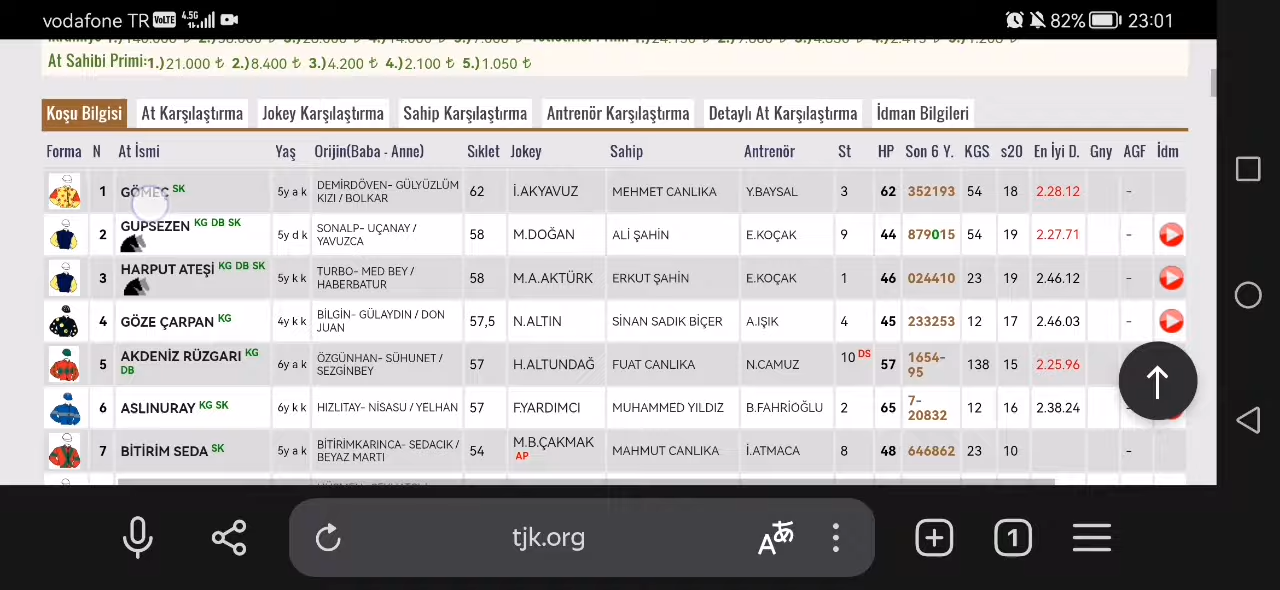 vodafone TR VoLTE 4.5G 82% 23:01
At Sahibi Primi:1.)21.000 ₺ 2.)8.400 ₺ 3.)4.200 ₺ 4.)2.100 ₺ 5.)1.050 ₺
Koşu Bilgisi At Karşılaştırma Jokey Karşılaştırma Sahip Karşılaştırma Antrenör Karşılaştırma Detaylı At Karşılaştırma İdman Bilgileri
Forma N At İsmi Yaş Orijin(Baba - Anne) Sıklet Jokey Sahip Antrenör St HP Son 6 Y. KGS s20 En İyi D. Gny AGF İdm
1 GÖMEÇ SK 5y a k DEMİRDÖVEN- GÜLYÜZLÜM KIZI / BOLKAR 62 İ.AKYAVUZ MEHMET CANLIKA Y.BAYSAL 3 62 352193 54 18 2.28.12 -
2 GUPSEZEN KG DB SK 5y d k SONALP- UÇANAY / YAVUZCA 58 M.DOĞAN ALİ ŞAHİN E.KOÇAK 9 44 879015 54 19 2.27.71 -
3 HARPUT ATEŞİ KG DB SK 5y k k TURBO- MED BEY / HABERBATUR 58 M.A.AKTÜRK ERKUT ŞAHİN E.KOÇAK 1 46 024410 23 19 2.46.12 -
4 GÖZE ÇARPAN KG 4y k k BİLGİN- GÜLAYDIN / DON JUAN 57,5 N.ALTIN SİNAN SADIK BİÇER A.IŞIK 4 45 233253 12 17 2.46.03 -
5 AKDENİZ RÜZGARI KG DB 6y a k ÖZGÜNHAN- SÜHUNET / SEZGİNBEY 57 H.ALTUNDAĞ FUAT CANLIKA N.CAMUZ 10 DS 57 1654-95 138 15 2.25.96
6 ASLINURAY KG SK 6y k k HIZLITAY- NİSASU / YELHAN 57 F.YARDIMCI MUHAMMED YILDIZ B.FAHRİOĞLU 2 65 7-20832 12 16 2.38.24
7 BİTİRİM SEDA SK 5y a k BİTİRİMKARINCA- SEDACIK / BEYAZ MARTI 54 M.B.ÇAKMAK AP MAHMUT CANLIKA İ.ATMACA 8 48 646862 23 10 -
tjk.org 1